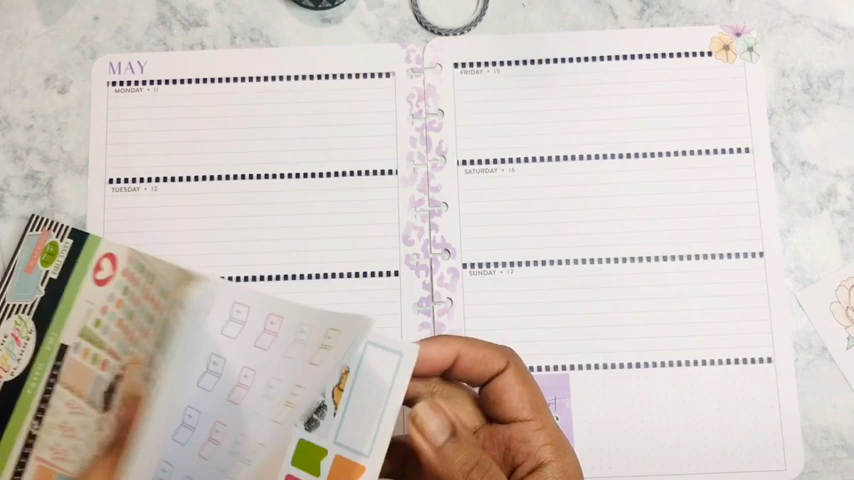 MAY
MONDAY • 11
TUESDAY • 12
FRIDAY • 15
SATURDAY • 16
SUNDAY • 17